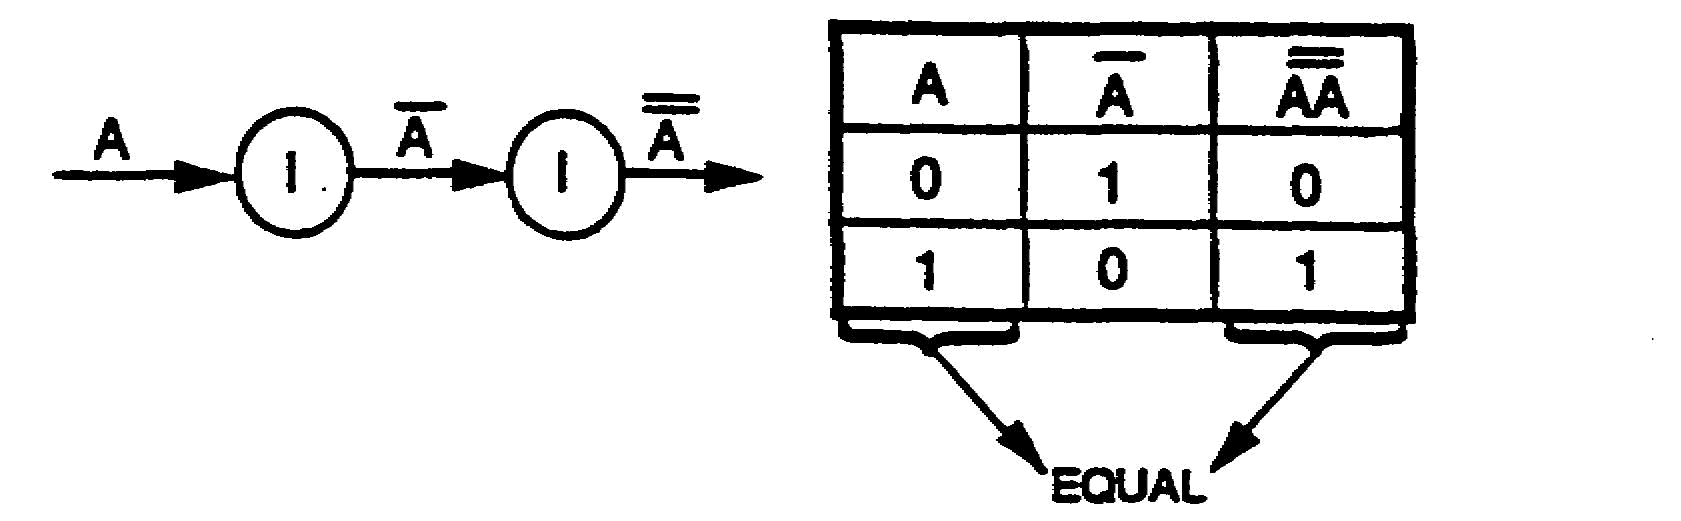 A I A̅ I A̿
A A̅ A̿A̿
0 1 0
1 0 1
EQUAL